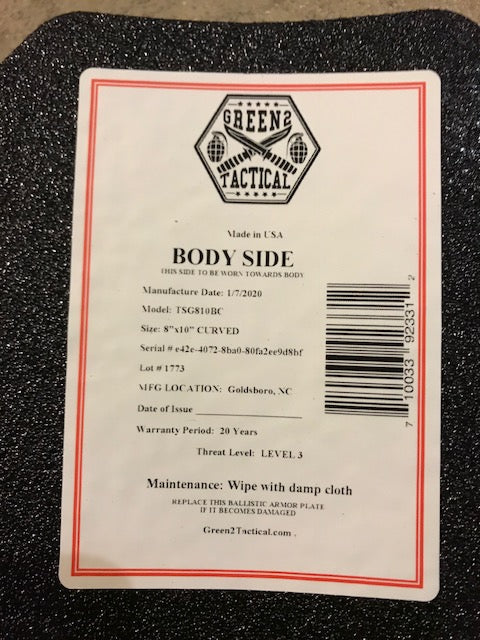 GREEN2
TACTICAL
Made in USA
BODY SIDE
THIS SIDE TO BE WORN TOWARDS BODY
Manufacture Date: 1/7/2020
Model: TSG810BC
Size: 8"x10" CURVED
Serial # e42e-4072-8ba0-80fa2ee9d8bf
Lot # 1773
MFG LOCATION: Goldsboro, NC
Date of Issue
Warranty Period: 20 Years
Threat Level: LEVEL 3
Maintenance: Wipe with damp cloth
REPLACE THIS BALLISTIC ARMOR PLATE
IF IT BECOMES DAMAGED
Green2Tactical.com
7 10033 92331 2